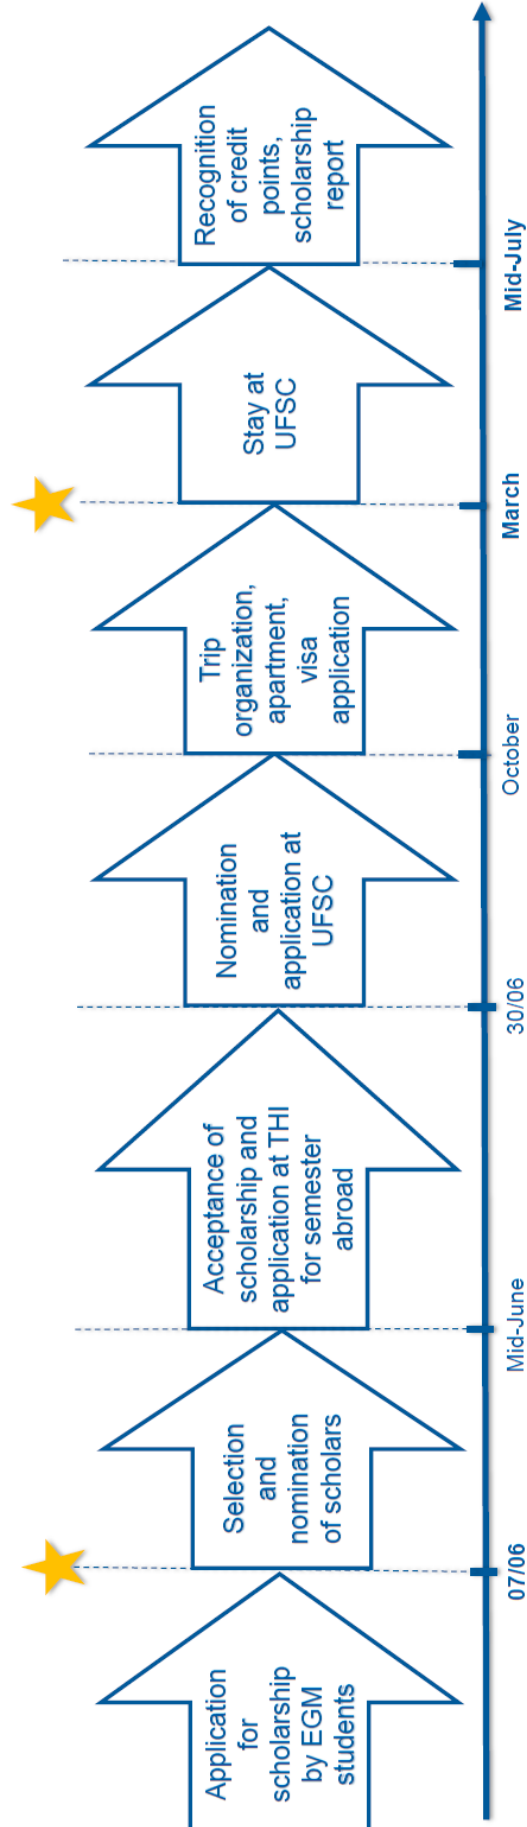 Application
for
scholarship
by EGM
students
Selection
and
nomination
of scholars
Acceptance of
scholarship and
application at THI
for semester
abroad
Nomination
and
application at
UFSC
Trip
organization,
apartment,
visa
application
Stay at
UFSC
Recognition
of credit
points,
scholarship
report
07/06
Mid-June
30/06
October
March
Mid-July